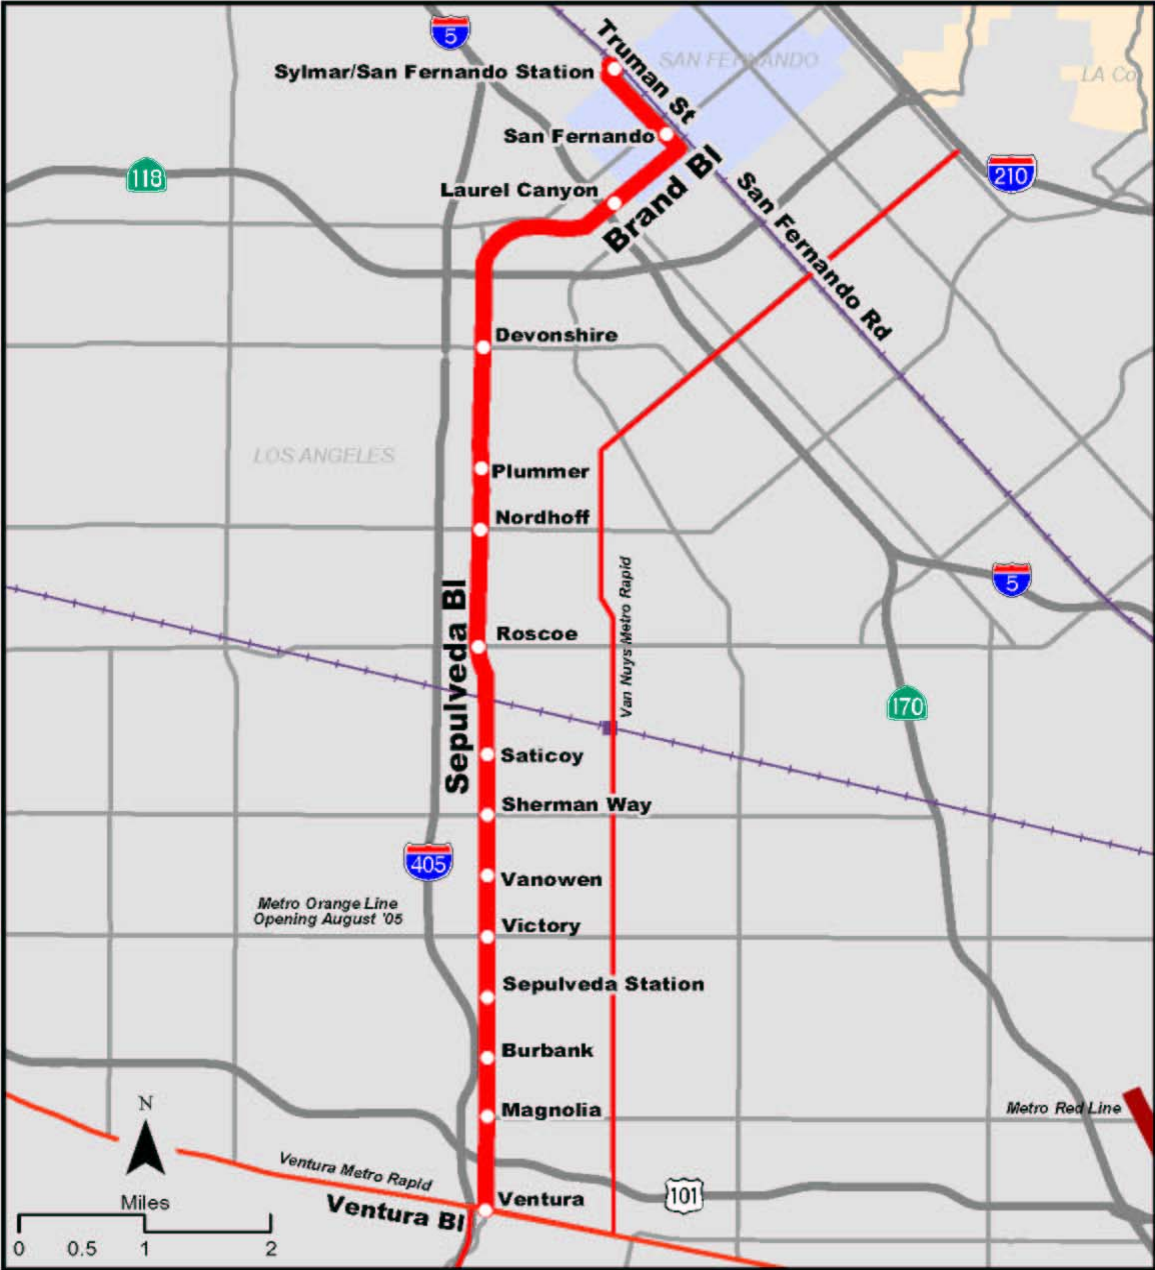 5
Truman St
SAN FERNANDO
LA Co
Sylmar/San Fernando Station
San Fernando
118
210
Laurel Canyon
Brand Bl
San Fernando Rd
Devonshire
LOS ANGELES
Plummer
Nordhoff
Van Nuys Metro Rapid
5
Sepulveda Bl
Roscoe
170
Saticoy
Sherman Way
405
Vanowen
Metro Orange Line
Opening August '05
Victory
Sepulveda Station
Burbank
N
Magnolia
Metro Red Line
Ventura Metro Rapid
101
Ventura
Ventura Bl
Miles
0 0.5 1 2